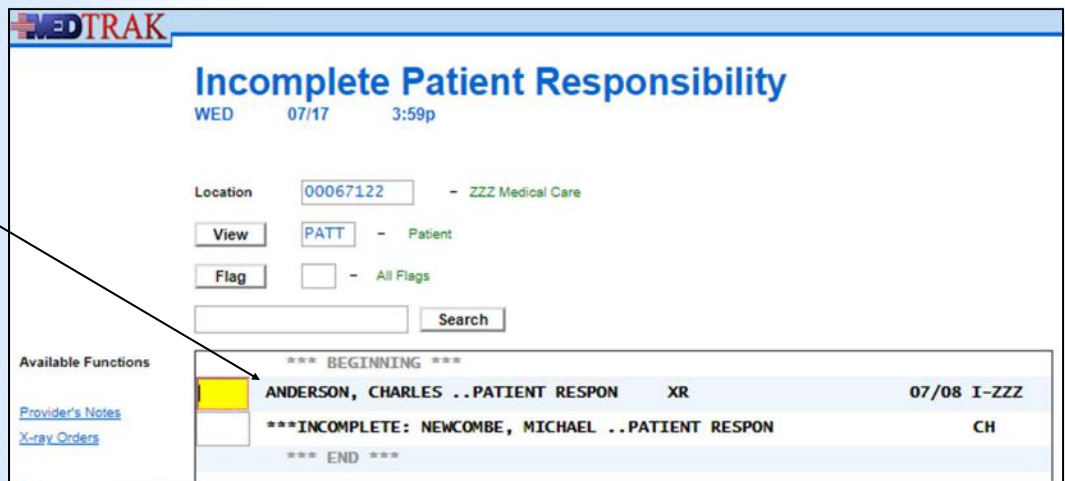 MEDTRAK
Incomplete Patient Responsibility
WED 07/17 3:59p
Location 00067122 - ZZZ Medical Care
View PATT - Patient
Flag - All Flags
Search
Available Functions
*** BEGINNING ***
ANDERSON, CHARLES ..PATIENT RESPON XR 07/08 I-ZZZ
Provider's Notes
***INCOMPLETE: NEWCOMBE, MICHAEL ..PATIENT RESPON CH
X-ray Orders
*** END ***